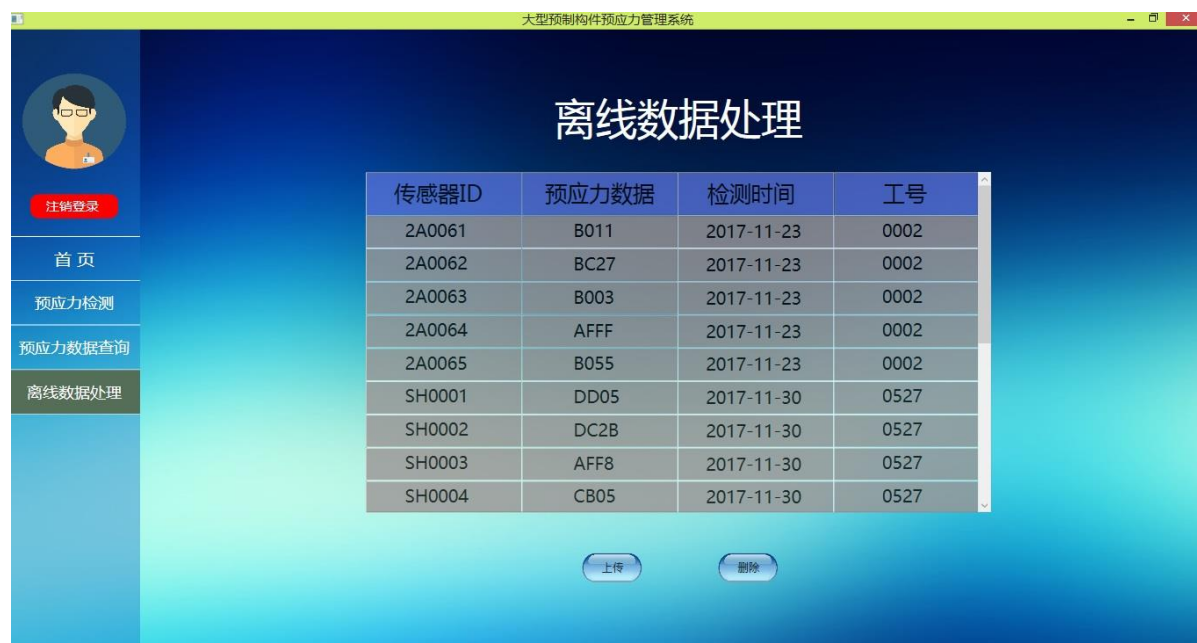 大型预制构件预应力管理系统
离线数据处理
注销登录
首页
预应力检测
预应力数据查询
离线数据处理
传感器ID 预应力数据 检测时间 工号
2A0061 B011 2017-11-23 0002
2A0062 BC27 2017-11-23 0002
2A0063 B003 2017-11-23 0002
2A0064 AFFF 2017-11-23 0002
2A0065 B055 2017-11-23 0002
SH0001 DD05 2017-11-30 0527
SH0002 DC2B 2017-11-30 0527
SH0003 AFF8 2017-11-30 0527
SH0004 CB05 2017-11-30 0527
上传 删除